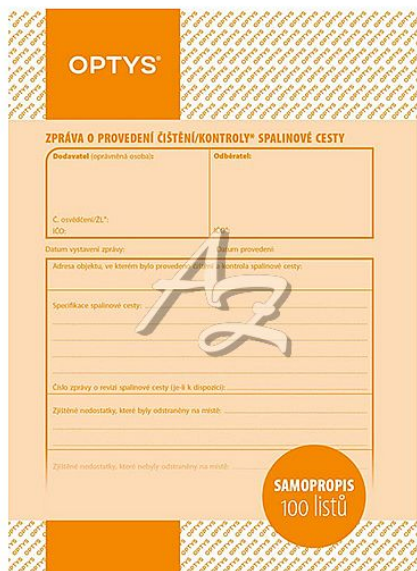 OPTYS®
ZPRÁVA O PROVEDENÍ ČIŠTĚNÍ/KONTROLY* SPALINOVÉ CESTY
Dodavatel (oprávněná osoba):
Odběratel:
Č. osvědčení/ŽL*:
IČO:
IČO:
Datum vystavení zprávy:
Datum provedení
Adresa objektu, ve kterém bylo provedeno čištění a kontrola spalinové cesty:
AZ
Specifikace spalinové cesty:
Číslo zprávy o revizi spalinové cesty (je-li k dispozici):
Zjištěné nedostatky, které byly odstraněny na místě:
Zjištěné nedostatky, které nebyly odstraněny na místě:
SAMOPROPIS
100 listů